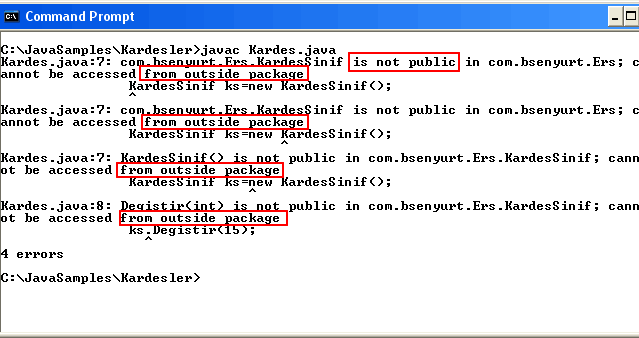 Command Prompt
C:\JavaSamples\Kardesler>javac Kardes.java
Kardes.java:7: com.bsenyurt.Ers.KardesSinif is not public in com.bsenyurt.Ers; c
annot be accessed from outside package
KardesSinif ks=new KardesSinif();
^
Kardes.java:7: com.bsenyurt.Ers.KardesSinif is not public in com.bsenyurt.Ers; c
annot be accessed from outside package
KardesSinif ks=new KardesSinif();
^
Kardes.java:7: KardesSinif() is not public in com.bsenyurt.Ers.KardesSinif; cann
ot be accessed from outside package
KardesSinif ks=new KardesSinif();
^
Kardes.java:8: Degistir(int) is not public in com.bsenyurt.Ers.KardesSinif; cann
ot be accessed from outside package
ks.Degistir(15);
^
4 errors
C:\JavaSamples\Kardesler>